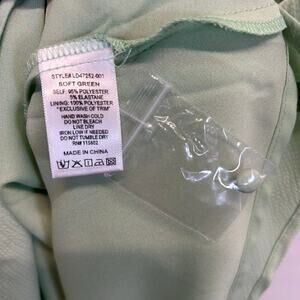 STYLE# LD47252-001
SOFT GREEN
SELF: 95% POLYESTER
5% ELASTANE
LINING: 100% POLYESTER
"EXCLUSIVE OF TRIM"
HAND WASH COLD
DO NOT BLEACH
LINE DRY
IRON LOW IF NEEDED
DO NOT TUMBLE DRY
RN# 115802
MADE IN CHINA